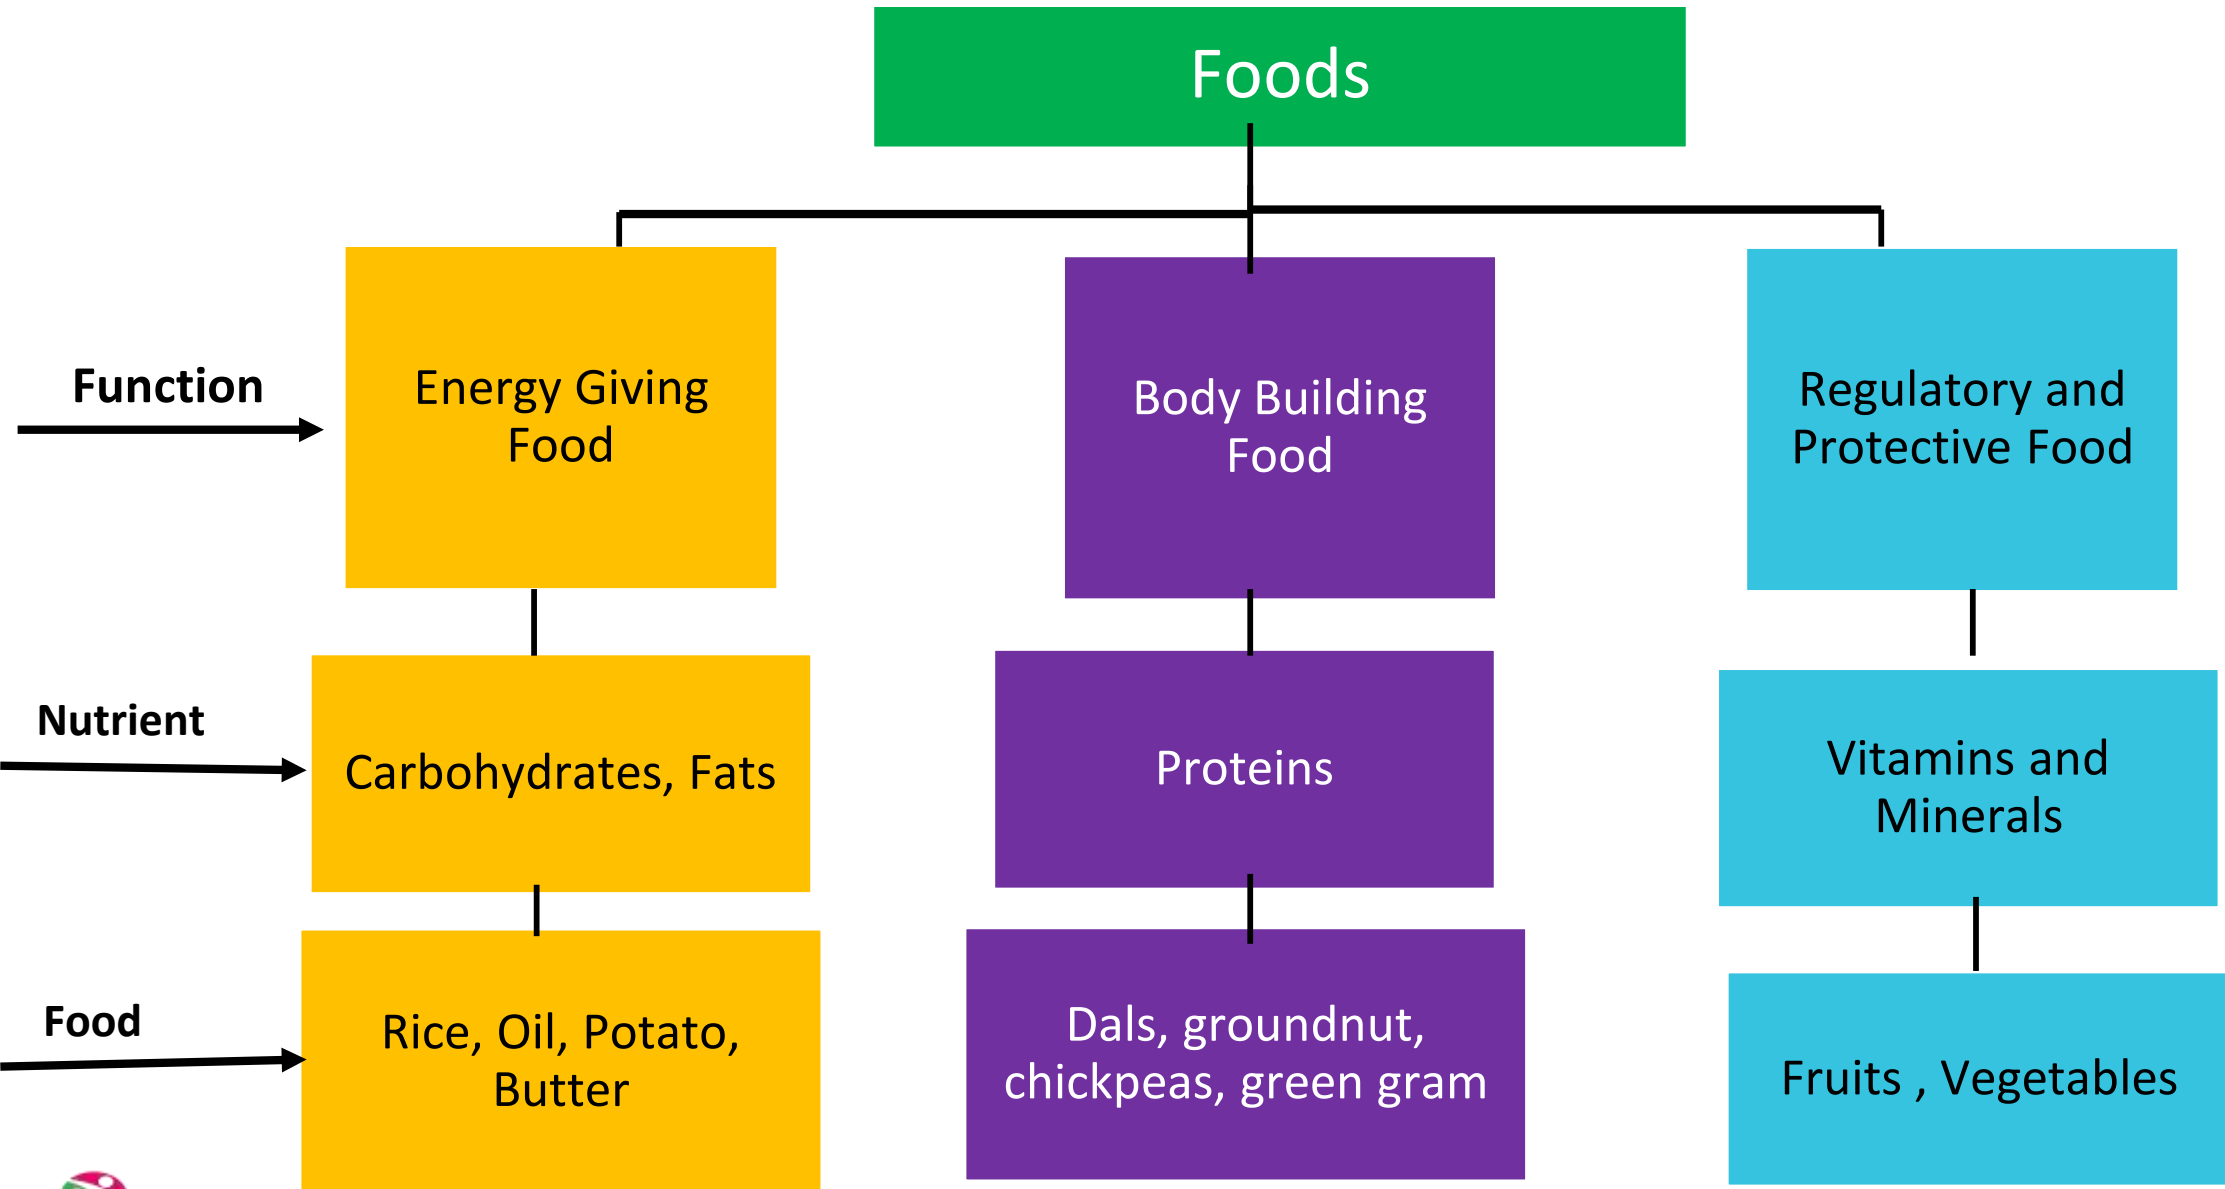 Foods
Function
Energy Giving
Food
Body Building
Food
Regulatory and
Protective Food
Nutrient
Carbohydrates, Fats
Proteins
Vitamins and
Minerals
Food
Rice, Oil, Potato,
Butter
Dals, groundnut,
chickpeas, green gram
Fruits , Vegetables